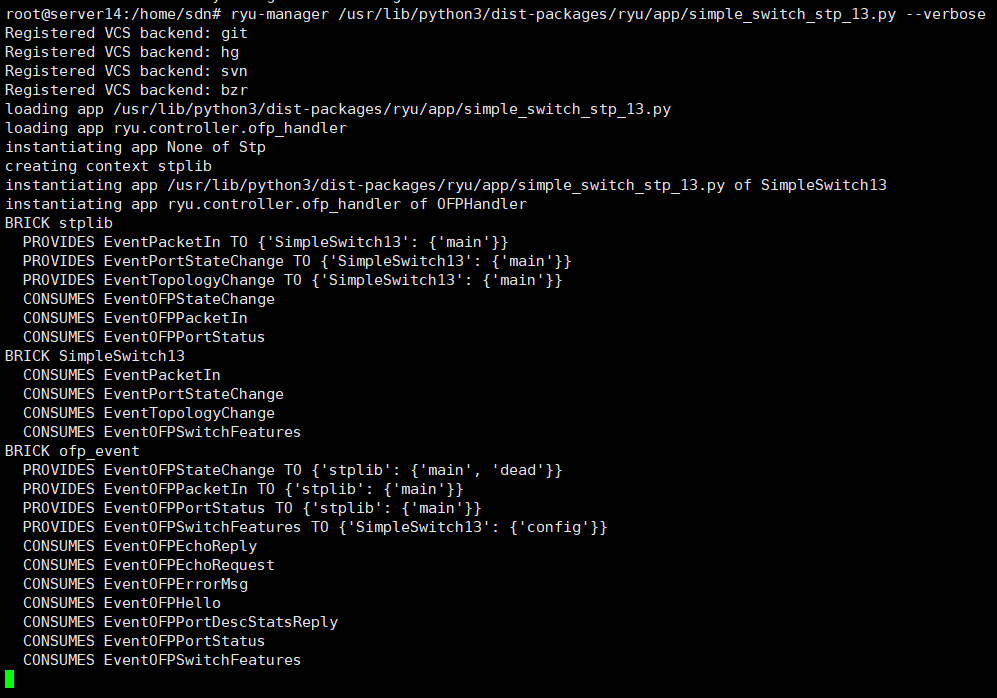 root@server14:/home/sdn# ryu-manager /usr/lib/python3/dist-packages/ryu/app/simple_switch_stp_13.py --verbose
Registered VCS backend: git
Registered VCS backend: hg
Registered VCS backend: svn
Registered VCS backend: bzr
loading app /usr/lib/python3/dist-packages/ryu/app/simple_switch_stp_13.py
loading app ryu.controller.ofp_handler
instantiating app None of Stp
creating context stplib
instantiating app /usr/lib/python3/dist-packages/ryu/app/simple_switch_stp_13.py of SimpleSwitch13
instantiating app ryu.controller.ofp_handler of OFPHandler
BRICK stplib
  PROVIDES EventPacketIn TO {'SimpleSwitch13': {'main'}}
  PROVIDES EventPortStateChange TO {'SimpleSwitch13': {'main'}}
  PROVIDES EventTopologyChange TO {'SimpleSwitch13': {'main'}}
  CONSUMES EventOFPStateChange
  CONSUMES EventOFPPacketIn
  CONSUMES EventOFPPortStatus
BRICK SimpleSwitch13
  CONSUMES EventPacketIn
  CONSUMES EventPortStateChange
  CONSUMES EventTopologyChange
  CONSUMES EventOFPSwitchFeatures
BRICK ofp_event
  PROVIDES EventOFPStateChange TO {'stplib': {'main', 'dead'}}
  PROVIDES EventOFPPacketIn TO {'stplib': {'main'}}
  PROVIDES EventOFPPortStatus TO {'stplib': {'main'}}
  PROVIDES EventOFPSwitchFeatures TO {'SimpleSwitch13': {'config'}}
  CONSUMES EventOFPEchoReply
  CONSUMES EventOFPEchoRequest
  CONSUMES EventOFPErrorMsg
  CONSUMES EventOFPHello
  CONSUMES EventOFPPortDescStatsReply
  CONSUMES EventOFPPortStatus
  CONSUMES EventOFPSwitchFeatures